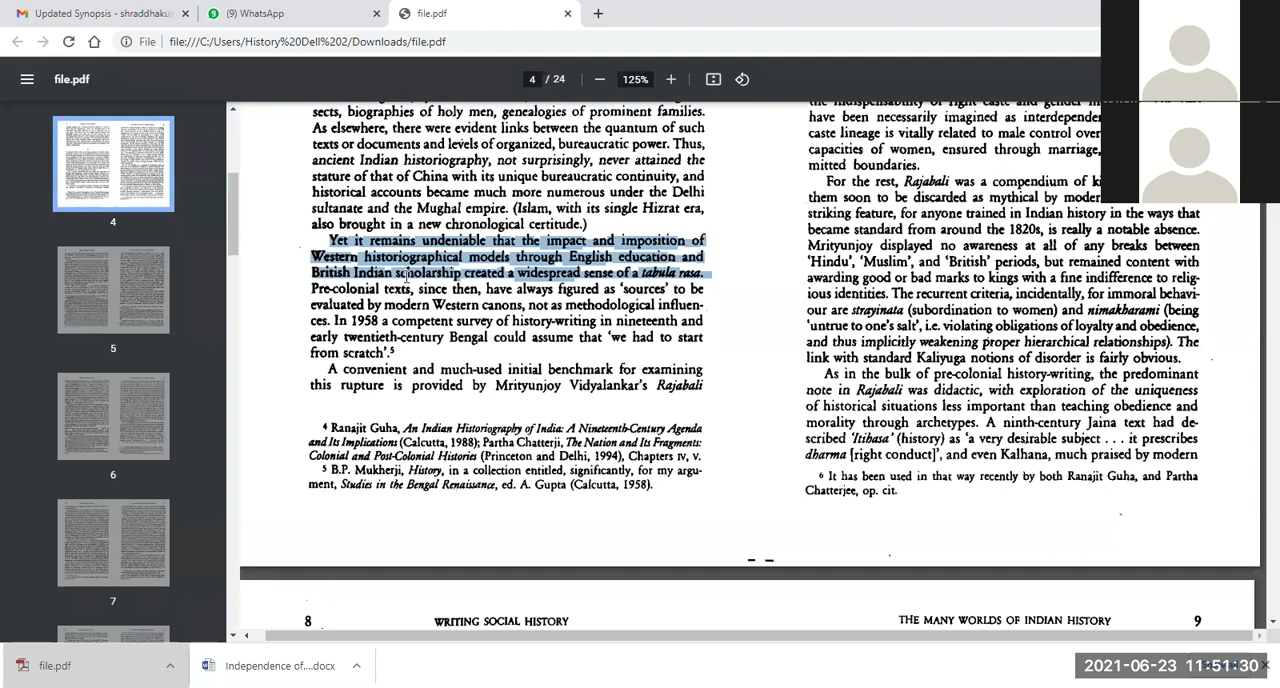 Updated Synopsis - shraddhakur
(9) WhatsApp
file.pdf
File
file:///C:/Users/History%20Dell%202/Downloads/file.pdf
file.pdf
4 / 24
125%
4
5
6
7
sects, biographies of holy men, genealogies of prominent families.
As elsewhere, there were evident links between the quantum of such
texts or documents and levels of organized, bureaucratic power. Thus,
ancient Indian historiography, not surprisingly, never attained the
stature of that of China with its unique bureaucratic continuity, and
historical accounts became much more numerous under the Delhi
sultanate and the Mughal empire. (Islam, with its single Hizrat era,
also brought in a new chronological certitude.)
Yet it remains undeniable that the impact and imposition of
Western historiographical models through English education and
British Indian scholarship created a widespread sense of a tabula rasa.
Pre-colonial texts, since then, have always figured as ‘sources’ to be
evaluated by modern Western canons, not as methodological influen-
ces. In 1958 a competent survey of history-writing in nineteenth and
early twentieth-century Bengal could assume that ‘we had to start
from scratch’.5
A convenient and much-used initial benchmark for examining
this rupture is provided by Mrityunjoy Vidyalankar’s Rajabali
4 Ranajit Guha, An Indian Historiography of India: A Nineteenth-Century Agenda
and Its Implications (Calcutta, 1988); Partha Chatterji, The Nation and Its Fragments:
Colonial and Post-Colonial Histories (Princeton and Delhi, 1994), Chapters IV, V.
5 B.P. Mukherji, History, in a collection entitled, significantly, for my argu-
ment, Studies in the Bengal Renaissance, ed. A. Gupta (Calcutta, 1958).
the indispensability of right caste and gender
have been necessarily imagined as interdepende
caste lineage is vitally related to male control over
capacities of women, ensured through marriage,
mitted boundaries.
For the rest, Rajabali was a compendium of ki
them soon to be discarded as mythical by modern
striking feature, for anyone trained in Indian history in the ways that
became standard from around the 1820s, is really a notable absence.
Mrityunjoy displayed no awareness at all of any breaks between
‘Hindu’, ‘Muslim’, and ‘British’ periods, but remained content with
awarding good or bad marks to kings with a fine indifference to relig-
ious identities. The recurrent criteria, incidentally, for immoral behavi-
our are strayinata (subordination to women) and nimakharami (being
‘untrue to one’s salt’, i.e. violating obligations of loyalty and obedience,
and thus implicitly weakening proper hierarchical relationships). The
link with standard Kaliyuga notions of disorder is fairly obvious.
As in the bulk of pre-colonial history-writing, the predominant
note in Rajabali was didactic, with exploration of the uniqueness
of historical situations less important than teaching obedience and
morality through archetypes. A ninth-century Jaina text had de-
scribed ‘Itihasa’ (history) as ‘a very desirable subject . . . it prescribes
dharma [right conduct]’, and even Kalhana, much praised by modern
6 It has been used in that way recently by both Ranajit Guha, and Partha
Chatterjee, op. cit.
8 WRITING SOCIAL HISTORY
THE MANY WORLDS OF INDIAN HISTORY 9
file.pdf
Independence of....docx
2021-06-23 11:51:30